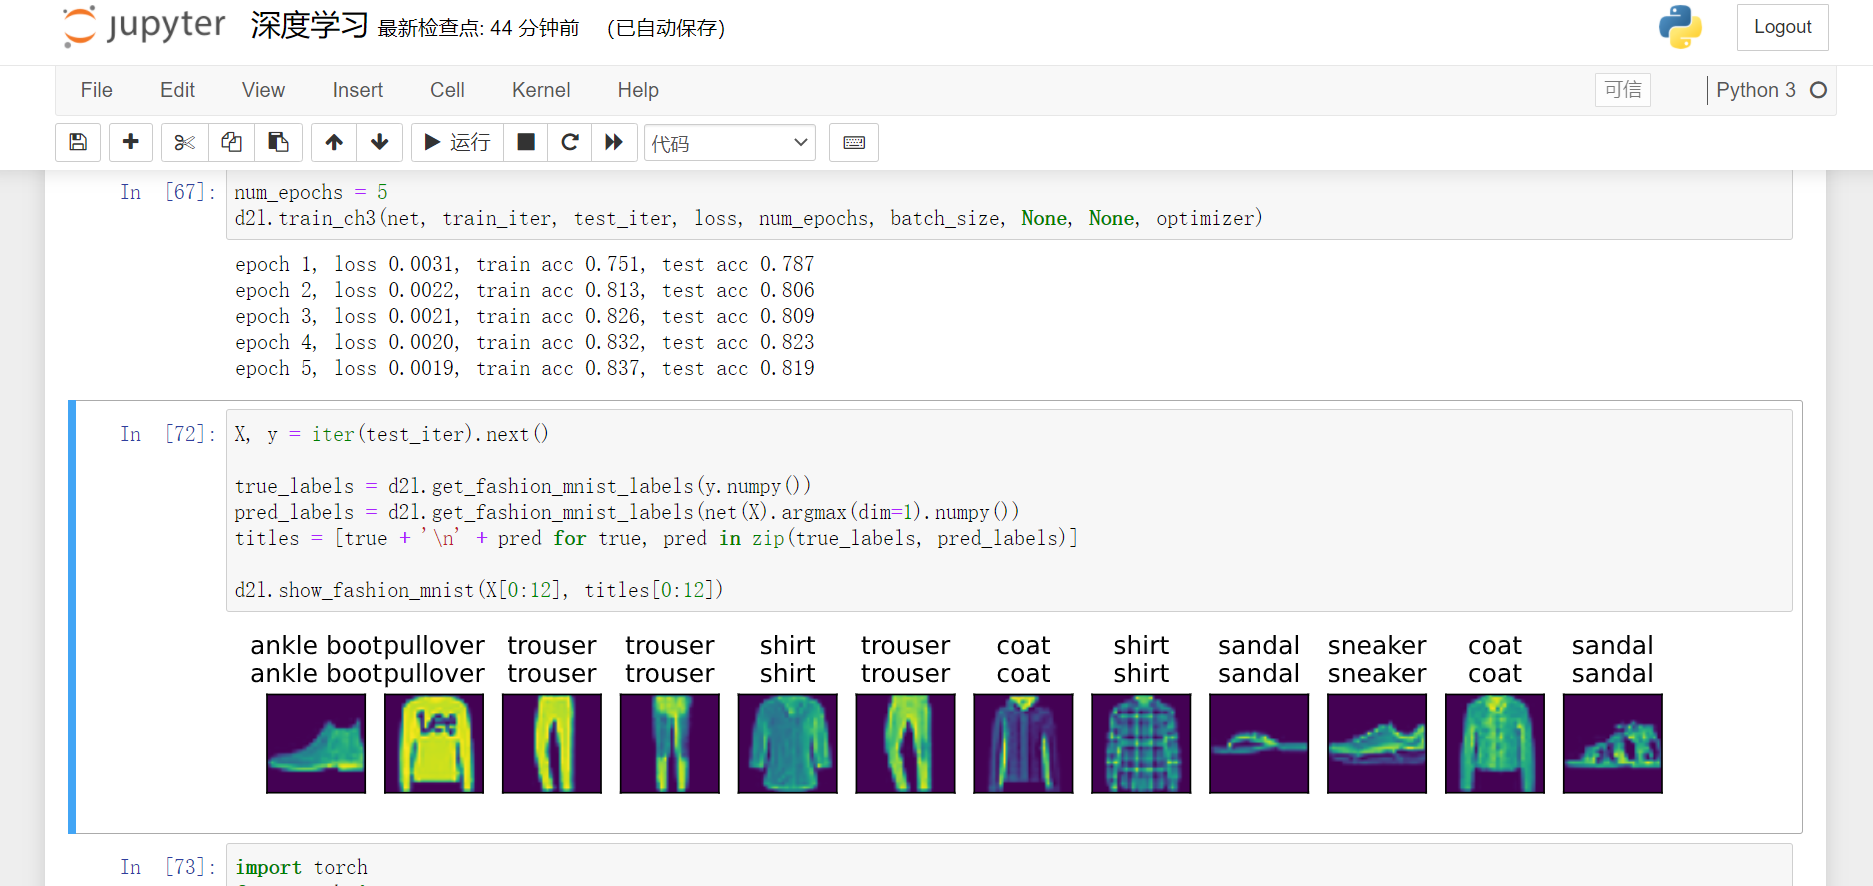 jupyter 深度学习 最新检查点: 44 分钟前 (已自动保存) Logout
File Edit View Insert Cell Kernel Help 可信 Python 3
运行 代码
In [67]: num_epochs = 5
d2l.train_ch3(net, train_iter, test_iter, loss, num_epochs, batch_size, None, None, optimizer)
epoch 1, loss 0.0031, train acc 0.751, test acc 0.787
epoch 2, loss 0.0022, train acc 0.813, test acc 0.806
epoch 3, loss 0.0021, train acc 0.826, test acc 0.809
epoch 4, loss 0.0020, train acc 0.832, test acc 0.823
epoch 5, loss 0.0019, train acc 0.837, test acc 0.819
In [72]: X, y = iter(test_iter).next()
true_labels = d2l.get_fashion_mnist_labels(y.numpy())
pred_labels = d2l.get_fashion_mnist_labels(net(X).argmax(dim=1).numpy())
titles = [true + '\n' + pred for true, pred in zip(true_labels, pred_labels)]
d2l.show_fashion_mnist(X[0:12], titles[0:12])
ankle boot pullover trouser trouser shirt trouser coat shirt sandal sneaker coat sandal
ankle boot pullover trouser trouser shirt trouser coat shirt sandal sneaker coat sandal
Lee
In [73]: import torch